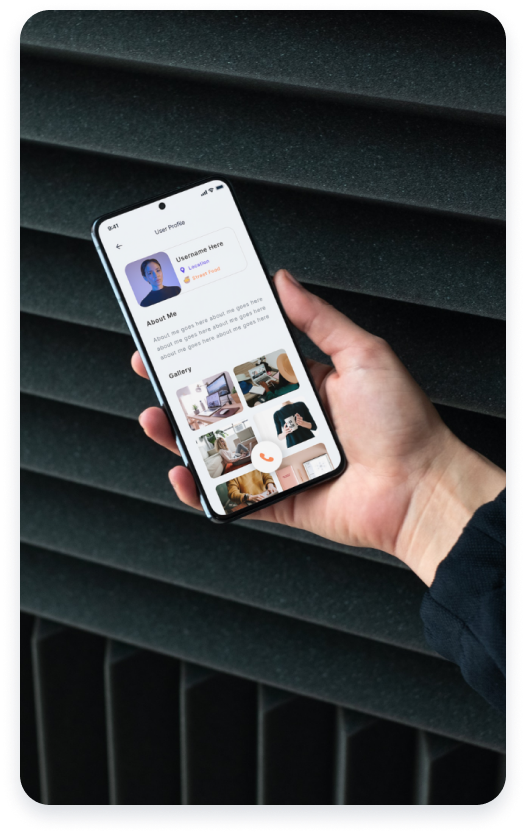 9:41
User Profile
Username Here
Location
Street Food
About Me
About me goes here about me goes here
about me goes here about me goes here
about me goes here about me goes here
Gallery